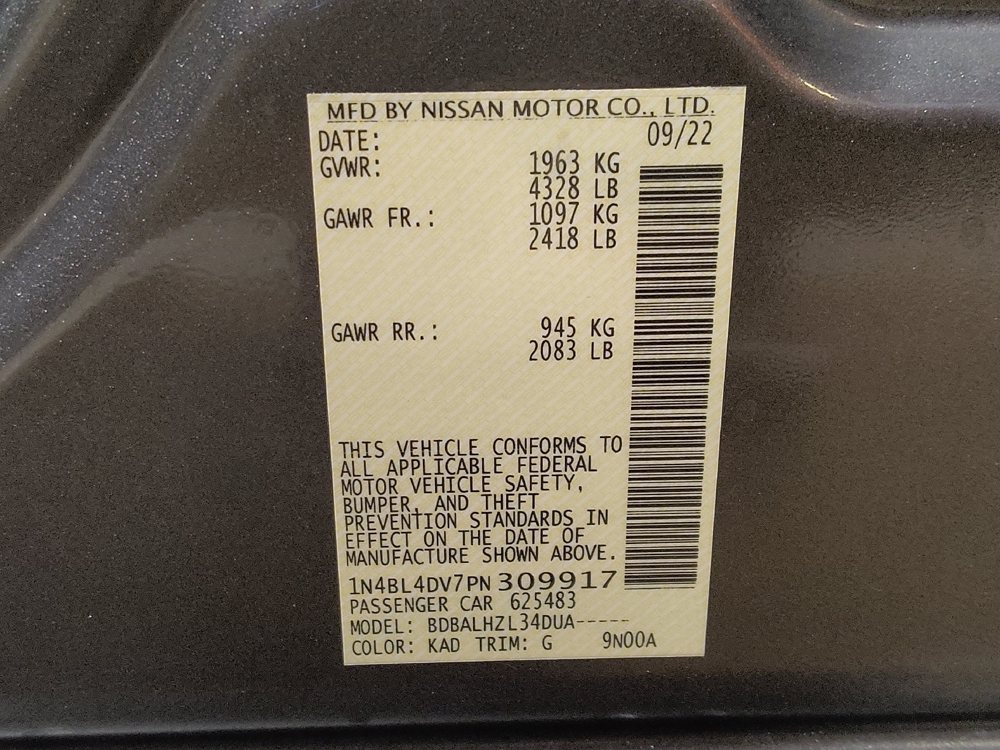 MFD BY NISSAN MOTOR CO., LTD.
DATE: 09/22
GVWR: 1963 KG
4328 LB
GAWR FR.: 1097 KG
2418 LB
GAWR RR.: 945 KG
2083 LB
THIS VEHICLE CONFORMS TO
ALL APPLICABLE FEDERAL
MOTOR VEHICLE SAFETY,
BUMPER, AND THEFT
PREVENTION STANDARDS IN
EFFECT ON THE DATE OF
MANUFACTURE SHOWN ABOVE.
1N4BL4DV7PN309917
PASSENGER CAR 625483
MODEL: BDBALHZL34DUA-----
COLOR: KAD TRIM: G 9N00A